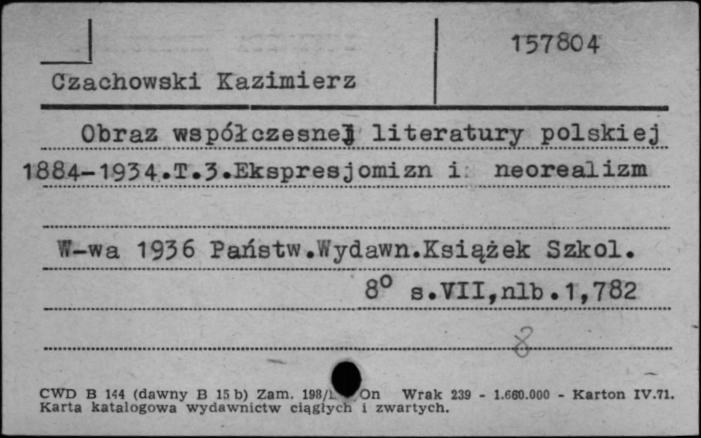 157804
Czachowski Kazimierz
Obraz współczesnej literatury polskiej
1884-1934.T.3.Ekspresjomizn i neorealizm
W-wa 1936 Państw.Wydawn.Książek Szkol.
8° s.VII,nlb.1,782
8
CWD B 144 (dawny B 15 b) Zam. On Wrak 239 - 1.660.000 - Karton IV.71.
Karta katalogowa wydawnictw ciągłych i zwartych.